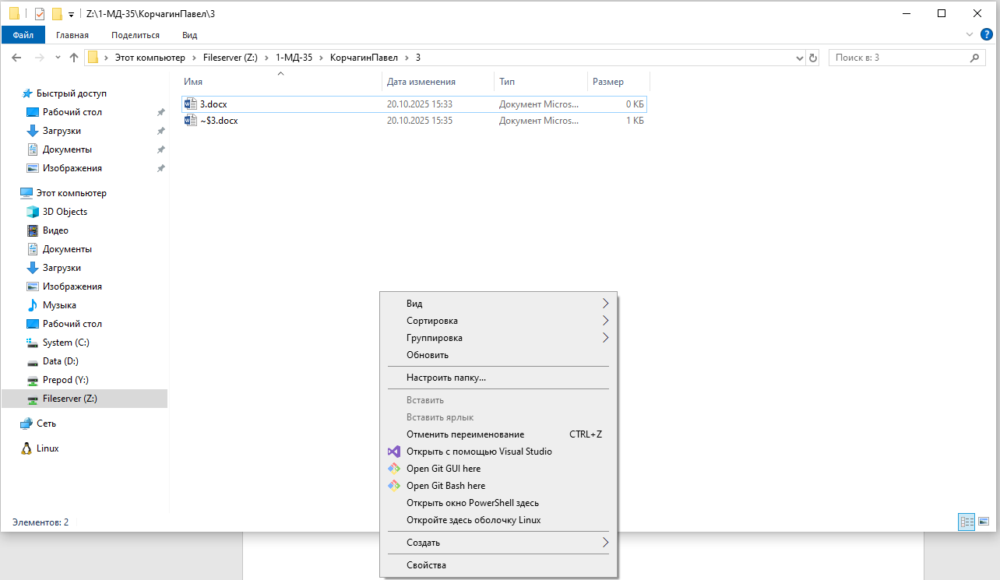 Z:\1-МД-35\КорчагинПавел\3
Файл Главная Поделиться Вид
Этот компьютер Fileserver (Z:) 1-МД-35 КорчагинПавел 3
Поиск в: 3
Имя Дата изменения Тип Размер
3.docx 20.10.2025 15:33 Документ Micros... 0 КБ
~$3.docx 20.10.2025 15:35 Документ Micros... 1 КБ
Быстрый доступ
Рабочий стол
Загрузки
Документы
Изображения
Этот компьютер
3D Objects
Видео
Документы
Загрузки
Изображения
Музыка
Рабочий стол
System (C:)
Data (D:)
Prepod (Y:)
Fileserver (Z:)
Сеть
Linux
Вид
Сортировка
Группировка
Обновить
Настроить папку...
Вставить
Вставить ярлык
Отменить переименование CTRL+Z
Открыть с помощью Visual Studio
Open Git GUI here
Open Git Bash here
Открыть окно PowerShell здесь
Откройте здесь оболочку Linux
Создать
Свойства
Элементов: 2